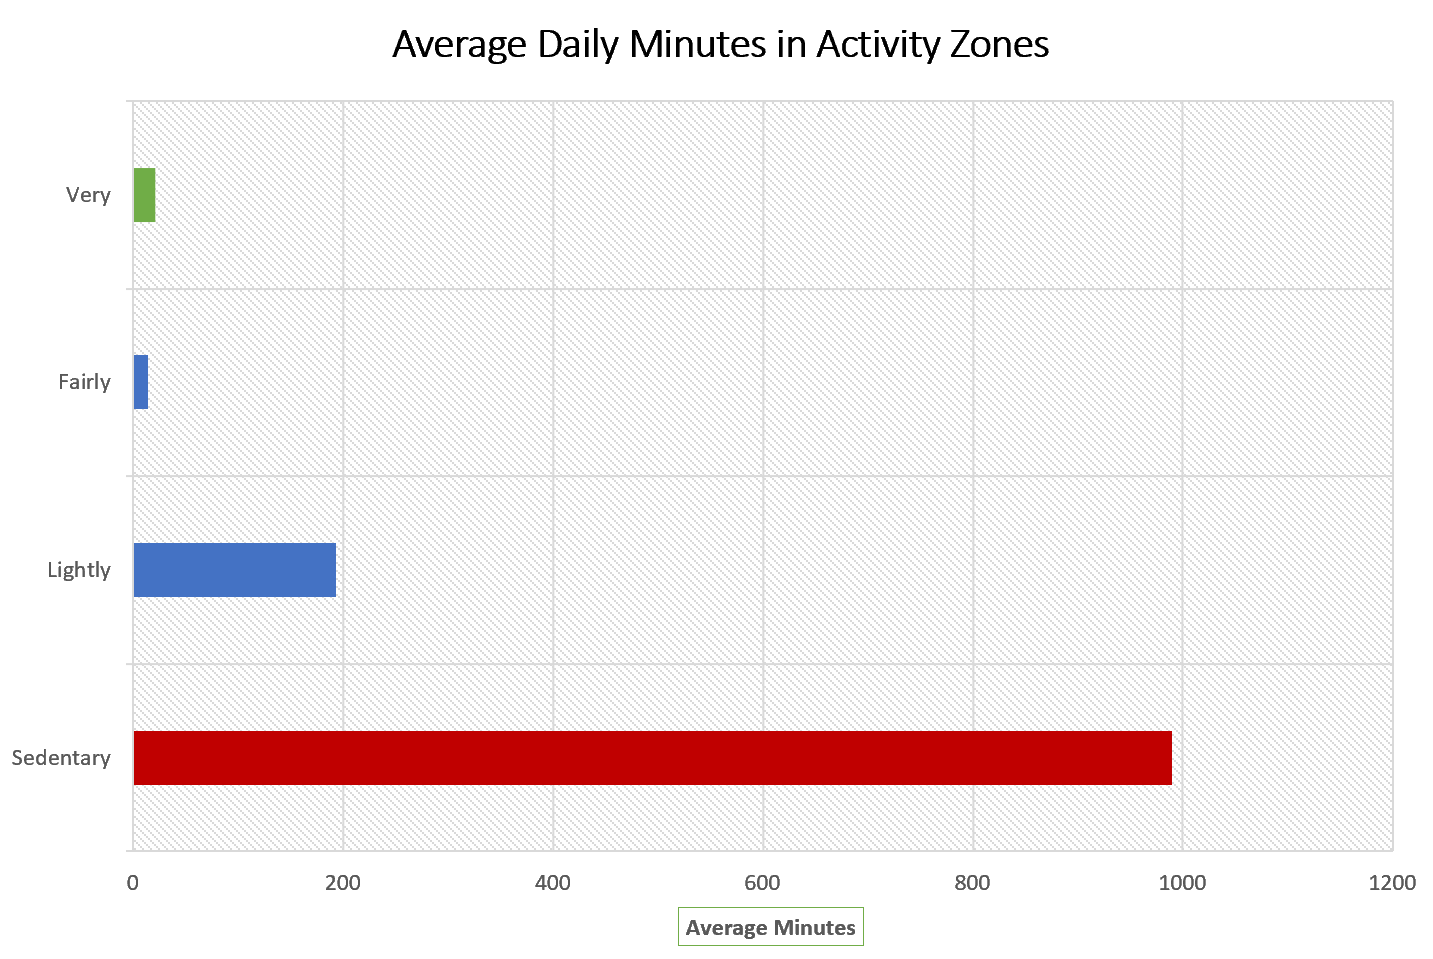 Average Daily Minutes in Activity Zones
Very
Fairly
Lightly
Sedentary
0 200 400 600 800 1000 1200
Average Minutes